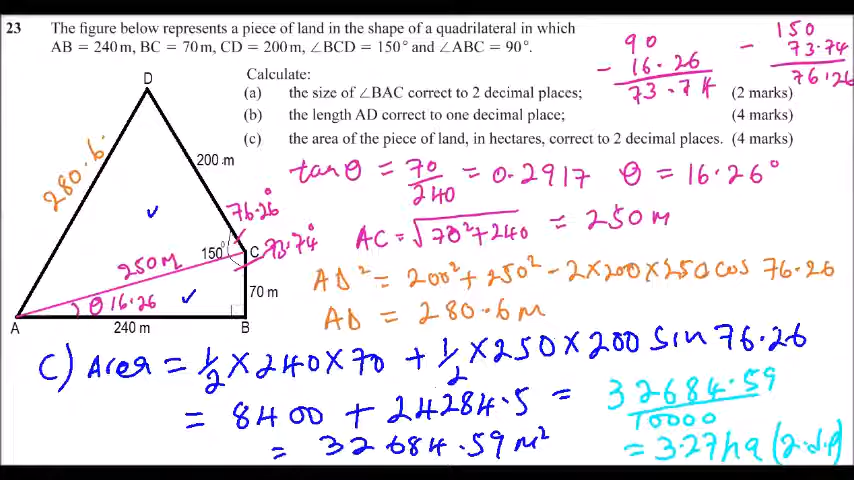 23 The figure below represents a piece of land in the shape of a quadrilateral in which
AB = 240 m, BC = 70 m, CD = 200 m, ∠BCD = 150° and ∠ABC = 90°.
90
- 16.26
73.74
150
- 73.74
76.26
Calculate:
(a) the size of ∠BAC correct to 2 decimal places; (2 marks)
(b) the length AD correct to one decimal place; (4 marks)
(c) the area of the piece of land, in hectares, correct to 2 decimal places. (4 marks)
D
280.6
200 m
76.26°
150°
C
73.74°
250M
θ 16.26
70 m
A
240 m
B
tan θ = 70/240 = 0.2917 θ = 16.26°
AC = √70²+240 = 250 M
AD² = 200² + 250² - 2×200×250 cos 76.26
AD = 280.6 m
C) Acer = 1/2 × 240 × 70 + 1/2 × 250 × 200 sin 76.26
= 8400 + 24284.5 = 32684.59/10000
= 32684.59 m² = 3.27 ha (2.d.p)